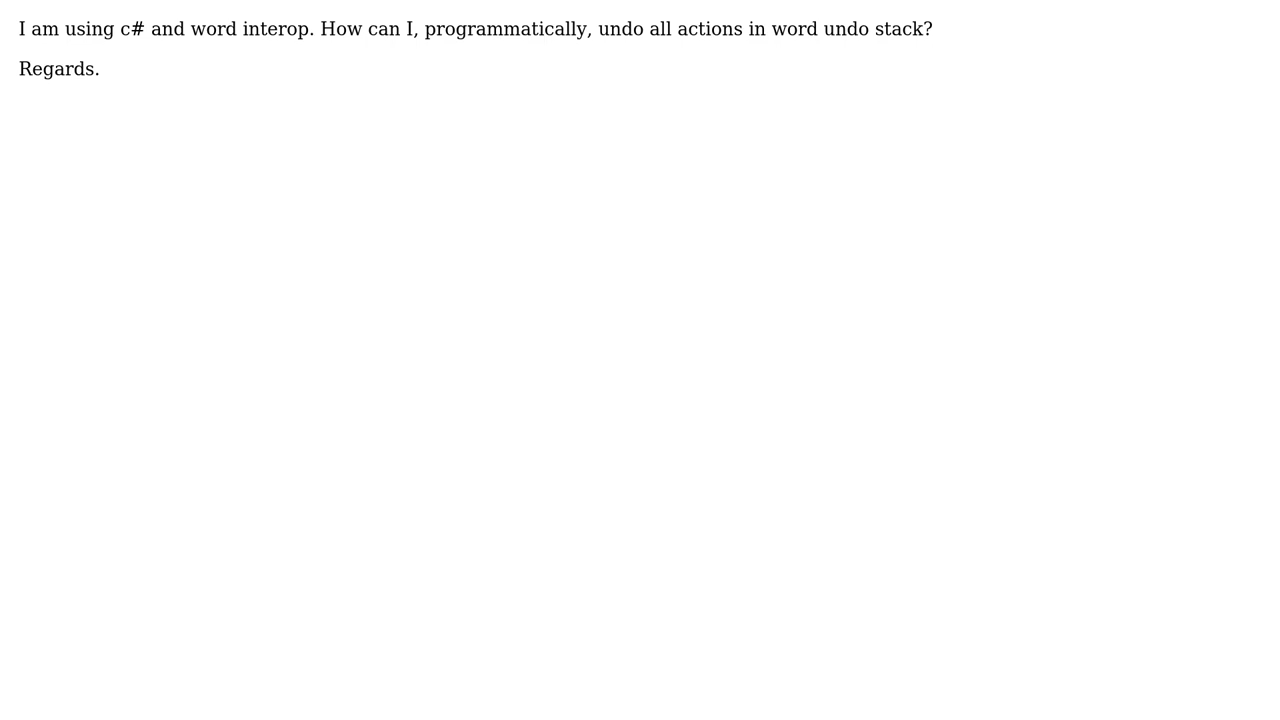 I am using c# and word interop. How can I, programmatically, undo all actions in word undo stack?
Regards.